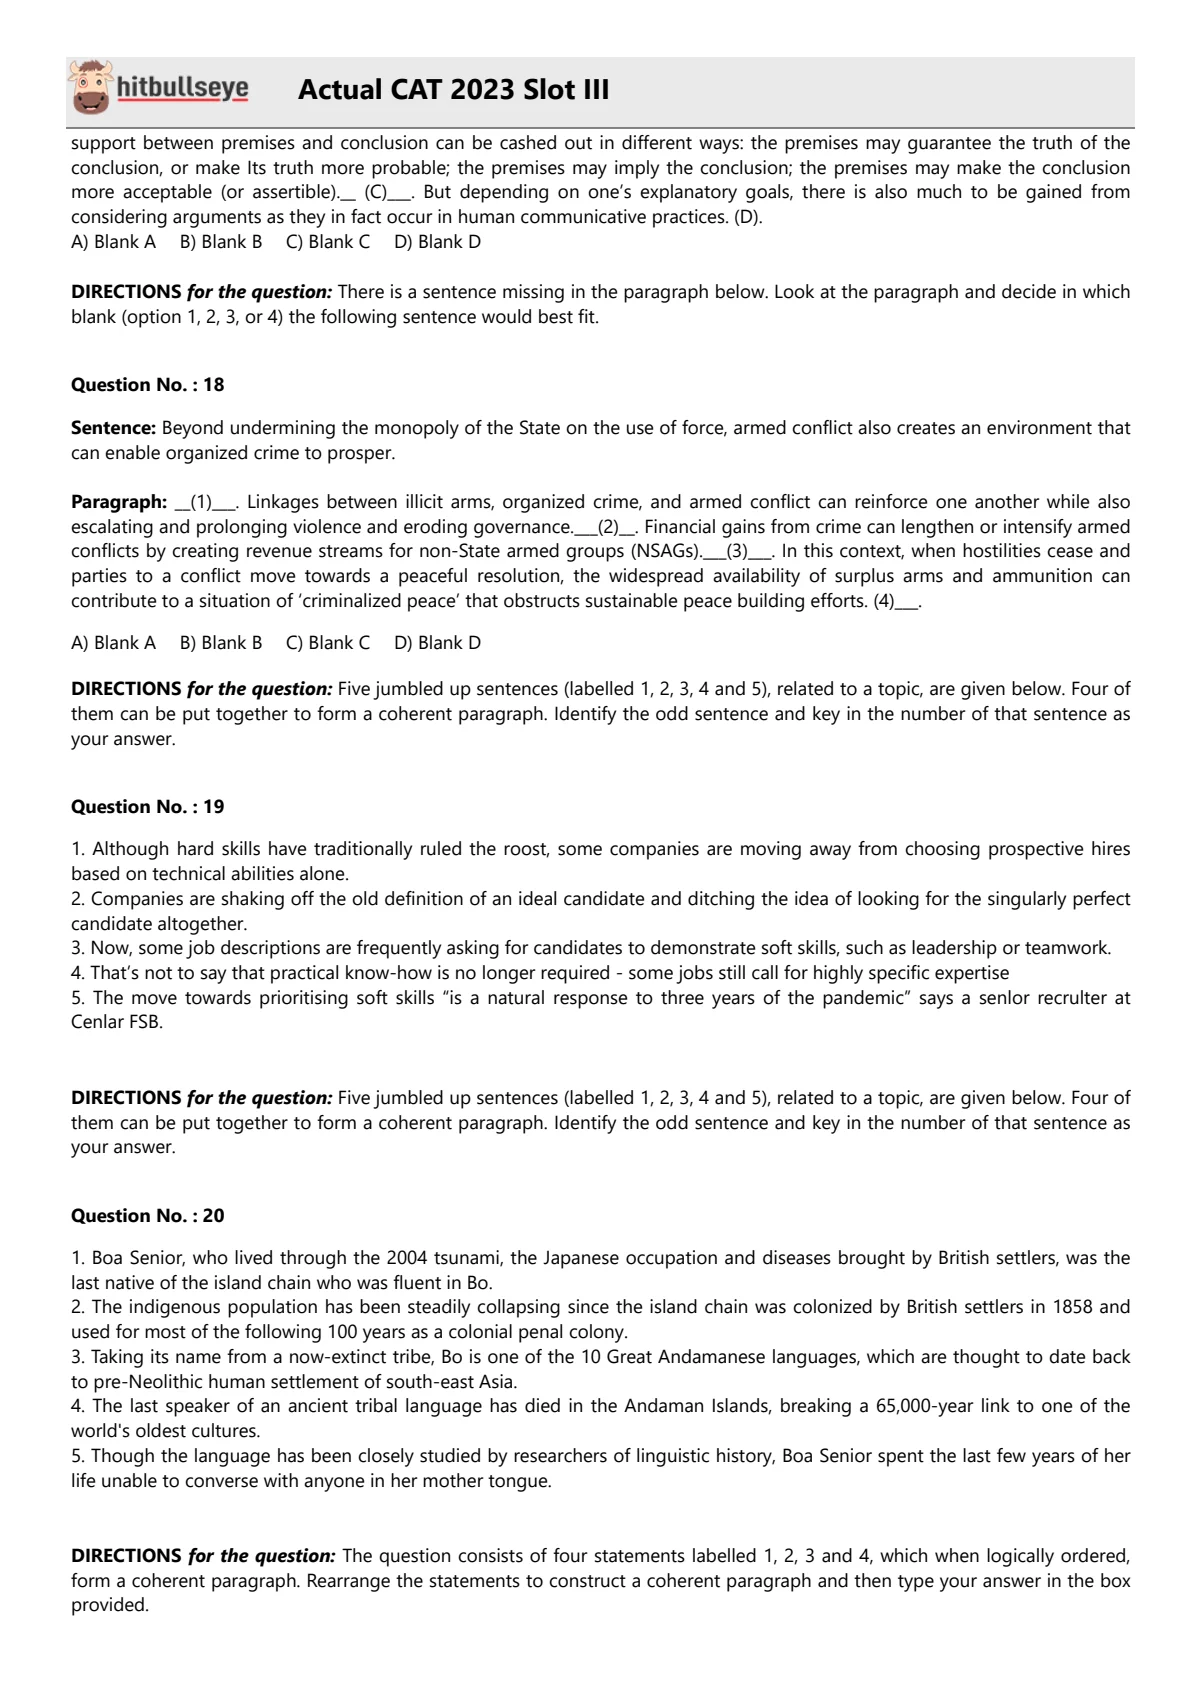 hitbullseye Actual CAT 2023 Slot III
support between premises and conclusion can be cashed out in different ways: the premises may guarantee the truth of the
conclusion, or make Its truth more probable; the premises may imply the conclusion; the premises may make the conclusion
more acceptable (or assertible).__ (C)___. But depending on one's explanatory goals, there is also much to be gained from
considering arguments as they in fact occur in human communicative practices. (D).
A) Blank A B) Blank B C) Blank C D) Blank D
DIRECTIONS for the question: There is a sentence missing in the paragraph below. Look at the paragraph and decide in which
blank (option 1, 2, 3, or 4) the following sentence would best fit.
Question No. : 18
Sentence: Beyond undermining the monopoly of the State on the use of force, armed conflict also creates an environment that
can enable organized crime to prosper.
Paragraph: __(1)___. Linkages between illicit arms, organized crime, and armed conflict can reinforce one another while also
escalating and prolonging violence and eroding governance.___(2)__. Financial gains from crime can lengthen or intensify armed
conflicts by creating revenue streams for non-State armed groups (NSAGs).___(3)___. In this context, when hostilities cease and
parties to a conflict move towards a peaceful resolution, the widespread availability of surplus arms and ammunition can
contribute to a situation of 'criminalized peace' that obstructs sustainable peace building efforts. (4)___.
A) Blank A B) Blank B C) Blank C D) Blank D
DIRECTIONS for the question: Five jumbled up sentences (labelled 1, 2, 3, 4 and 5), related to a topic, are given below. Four of
them can be put together to form a coherent paragraph. Identify the odd sentence and key in the number of that sentence as
your answer.
Question No. : 19
1. Although hard skills have traditionally ruled the roost, some companies are moving away from choosing prospective hires
based on technical abilities alone.
2. Companies are shaking off the old definition of an ideal candidate and ditching the idea of looking for the singularly perfect
candidate altogether.
3. Now, some job descriptions are frequently asking for candidates to demonstrate soft skills, such as leadership or teamwork.
4. That's not to say that practical know-how is no longer required - some jobs still call for highly specific expertise
5. The move towards prioritising soft skills "is a natural response to three years of the pandemic" says a senlor recrulter at
Cenlar FSB.
DIRECTIONS for the question: Five jumbled up sentences (labelled 1, 2, 3, 4 and 5), related to a topic, are given below. Four of
them can be put together to form a coherent paragraph. Identify the odd sentence and key in the number of that sentence as
your answer.
Question No. : 20
1. Boa Senior, who lived through the 2004 tsunami, the Japanese occupation and diseases brought by British settlers, was the
last native of the island chain who was fluent in Bo.
2. The indigenous population has been steadily collapsing since the island chain was colonized by British settlers in 1858 and
used for most of the following 100 years as a colonial penal colony.
3. Taking its name from a now-extinct tribe, Bo is one of the 10 Great Andamanese languages, which are thought to date back
to pre-Neolithic human settlement of south-east Asia.
4. The last speaker of an ancient tribal language has died in the Andaman Islands, breaking a 65,000-year link to one of the
world's oldest cultures.
5. Though the language has been closely studied by researchers of linguistic history, Boa Senior spent the last few years of her
life unable to converse with anyone in her mother tongue.
DIRECTIONS for the question: The question consists of four statements labelled 1, 2, 3 and 4, which when logically ordered,
form a coherent paragraph. Rearrange the statements to construct a coherent paragraph and then type your answer in the box
provided.